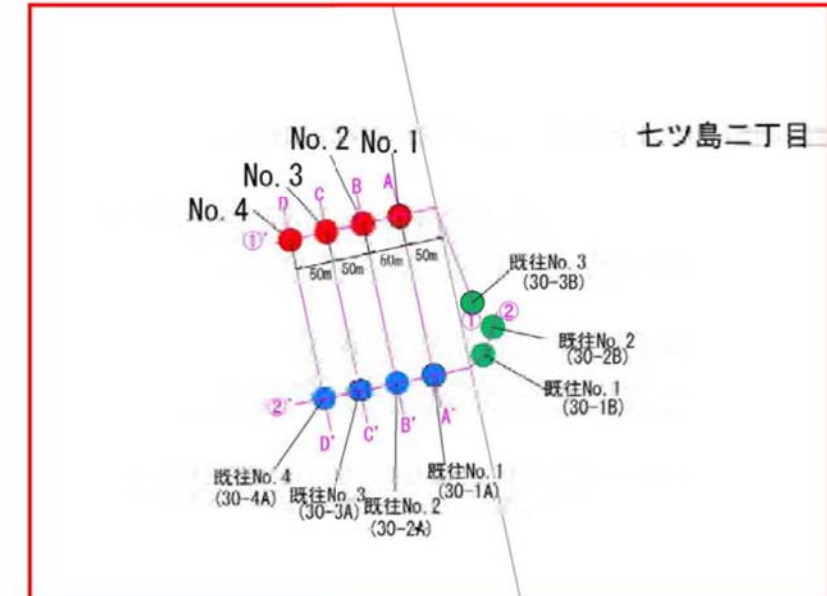 七ツ島二丁目
No. 2 No. 1
No. 3
No. 4
D C B A
①'
50m 50m 50m 50m
既往No. 3
(30-3B)
① ②
既往No. 2
(30-2B)
既往No. 1
(30-1B)
②'
D' C' B' A'
既往No. 4
(30-4A)
既往No. 3
(30-3A)
既往No. 2
(30-2A)
既往No. 1
(30-1A)